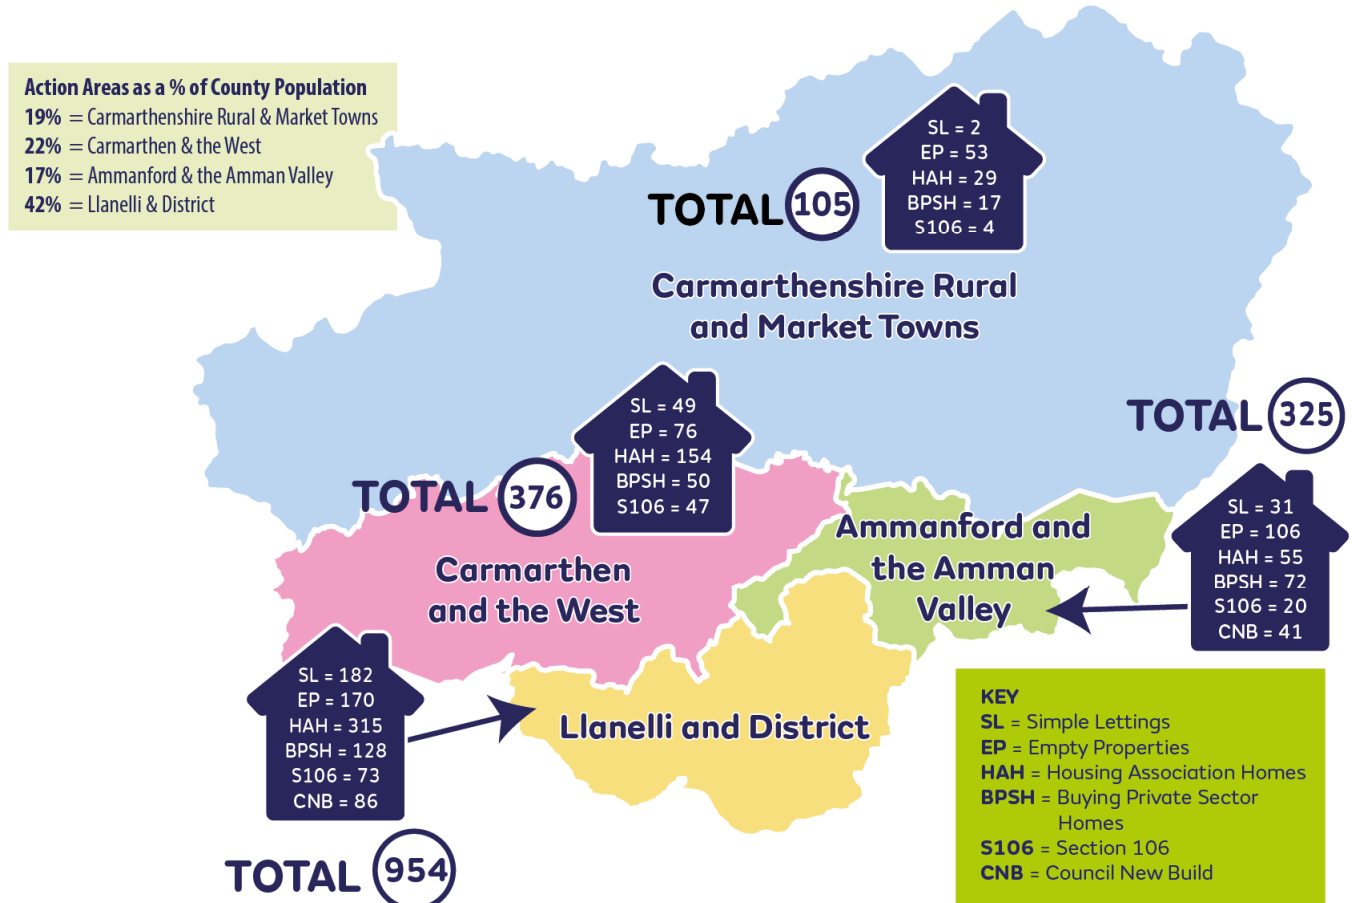 Action Areas as a % of County Population
19% = Carmarthenshire Rural & Market Towns
22% = Carmarthen & the West
17% = Ammanford & the Amman Valley
42% = Llanelli & District
SL = 2
EP = 53
HAH = 29
BPSH = 17
S106 = 4
TOTAL 105
Carmarthenshire Rural
and Market Towns
SL = 49
EP = 76
HAH = 154
BPSH = 50
S106 = 47
TOTAL 376
Carmarthen
and the West
TOTAL 325
SL = 31
EP = 106
HAH = 55
BPSH = 72
S106 = 20
CNB = 41
Ammanford and
the Amman
Valley
SL = 182
EP = 170
HAH = 315
BPSH = 128
S106 = 73
CNB = 86
TOTAL 954
Llanelli and District
KEY
SL = Simple Lettings
EP = Empty Properties
HAH = Housing Association Homes
BPSH = Buying Private Sector
Homes
S106 = Section 106
CNB = Council New Build